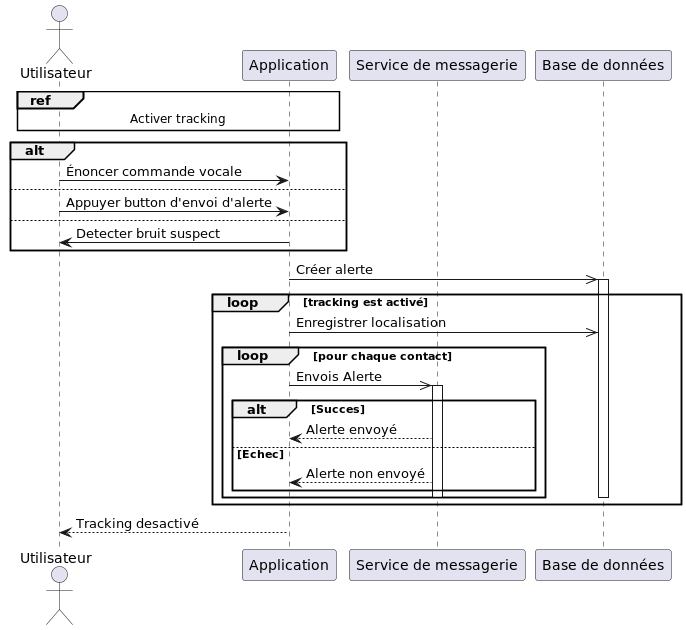 Utilisateur
Application
Service de messagerie
Base de données
ref
Activer tracking
alt
Énoncer commande vocale
Appuyer button d'envoi d'alerte
Detecter bruit suspect
Créer alerte
loop [tracking est activé]
Enregistrer localisation
loop [pour chaque contact]
Envois Alerte
alt [Succes]
Alerte envoyé
[Echec]
Alerte non envoyé
Tracking desactivé
Utilisateur
Application
Service de messagerie
Base de données